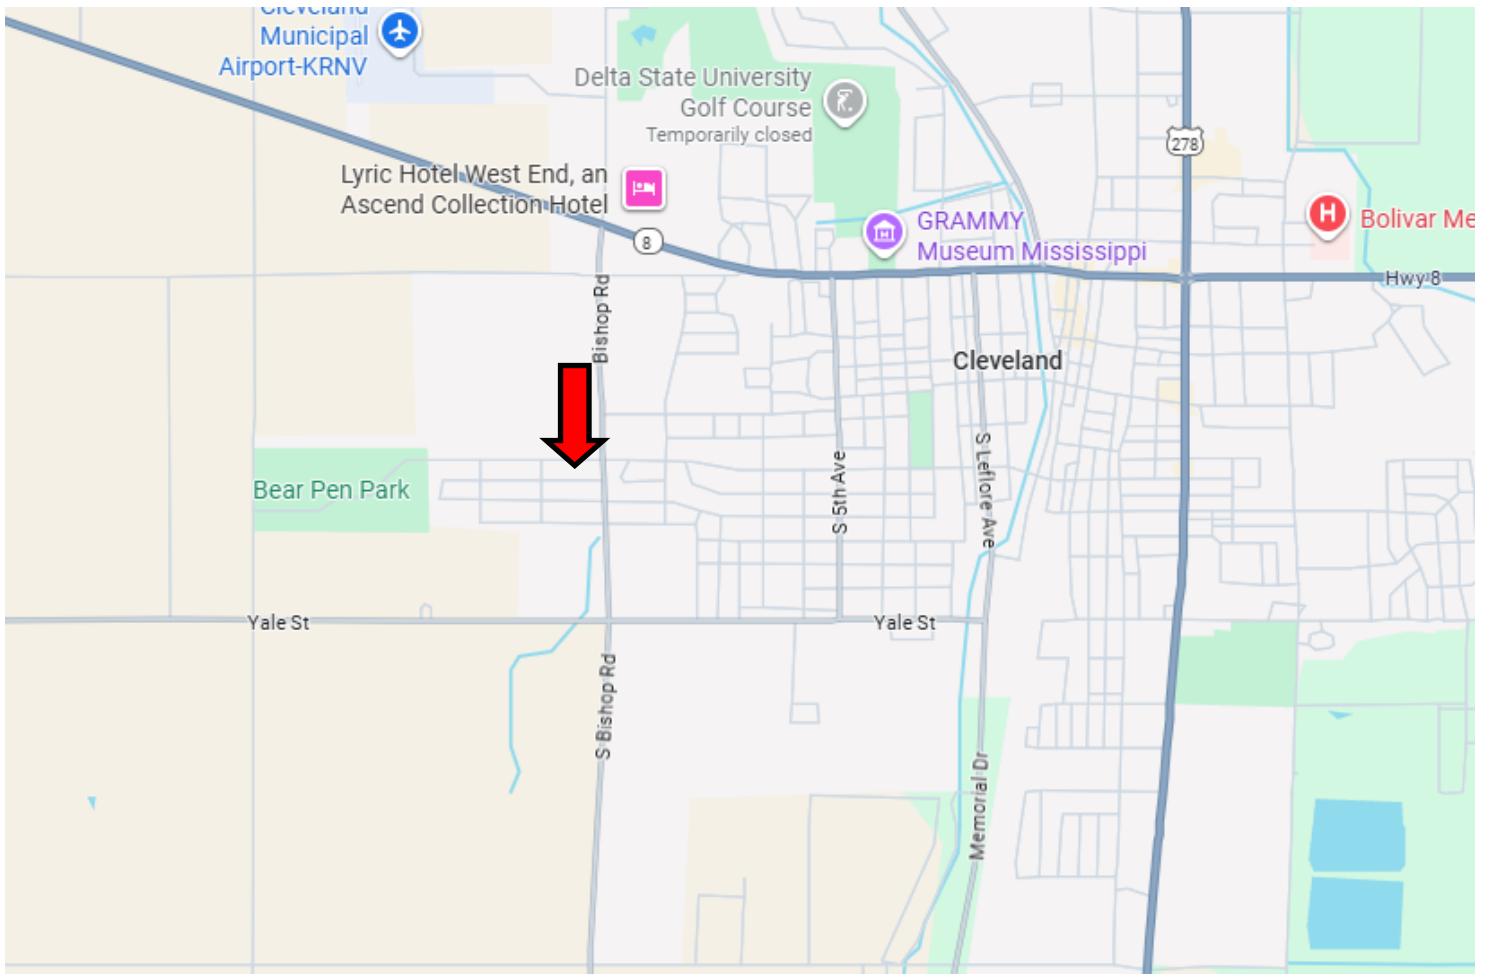 Cleveland
Municipal
Airport-KRNV
Delta State University
Golf Course
Temporarily closed
278
Lyric Hotel West End, an
Ascend Collection Hotel
8
GRAMMY
Museum Mississippi
H
Bolivar Me
Hwy 8
Bishop Rd
Cleveland
Bear Pen Park
S 5th Ave
S Leflore Ave
Yale St
Yale St
S Bishop Rd
Memorial Dr